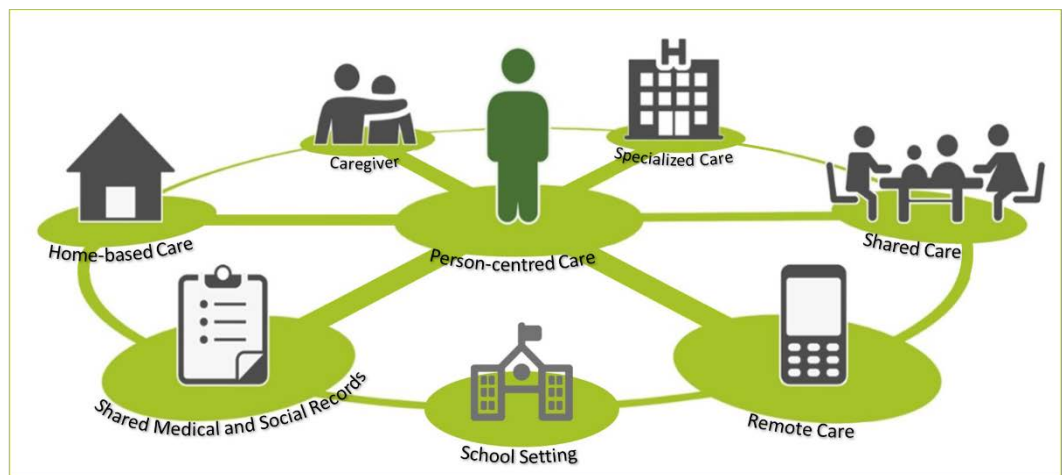 Caregiver
Specialized Care
Home-based Care
Person-centred Care
Shared Care
Shared Medical and Social Records
School Setting
Remote Care
H